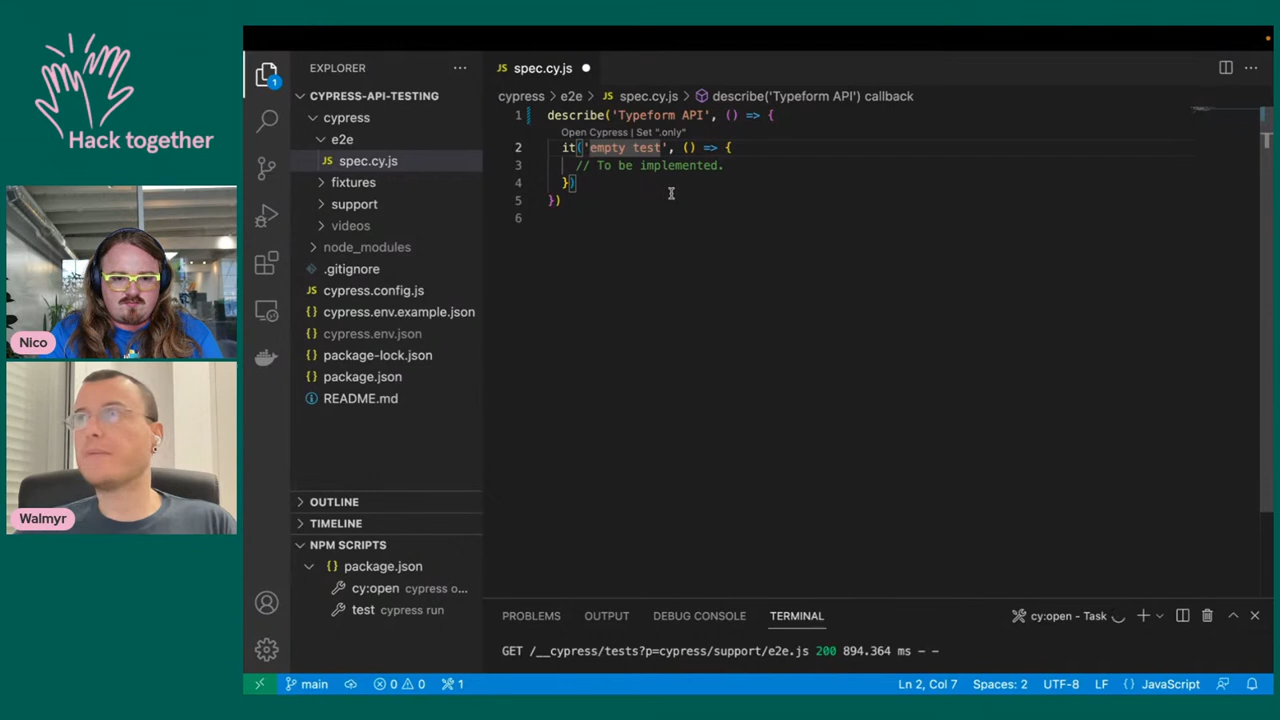 Hack together
Nico
Walmyr
EXPLORER
1
CYPRESS-API-TESTING
cypress
e2e
JS spec.cy.js
fixtures
support
videos
node_modules
.gitignore
JS cypress.config.js
{} cypress.env.example.json
{} cypress.env.json
{} package-lock.json
{} package.json
README.md
OUTLINE
TIMELINE
NPM SCRIPTS
{} package.json
cy:open cypress o...
test cypress run
JS spec.cy.js
cypress > e2e > JS spec.cy.js > describe('Typeform API') callback
1 describe('Typeform API', () => {
Open Cypress | Set ".only"
2 it('empty test', () => {
3 // To be implemented.
4 })
5 })
6
PROBLEMS OUTPUT DEBUG CONSOLE TERMINAL cy:open - Task
GET /__cypress/tests?p=cypress/support/e2e.js 200 894.364 ms - -
main 0 0 1 Ln 2, Col 7 Spaces: 2 UTF-8 LF {} JavaScript